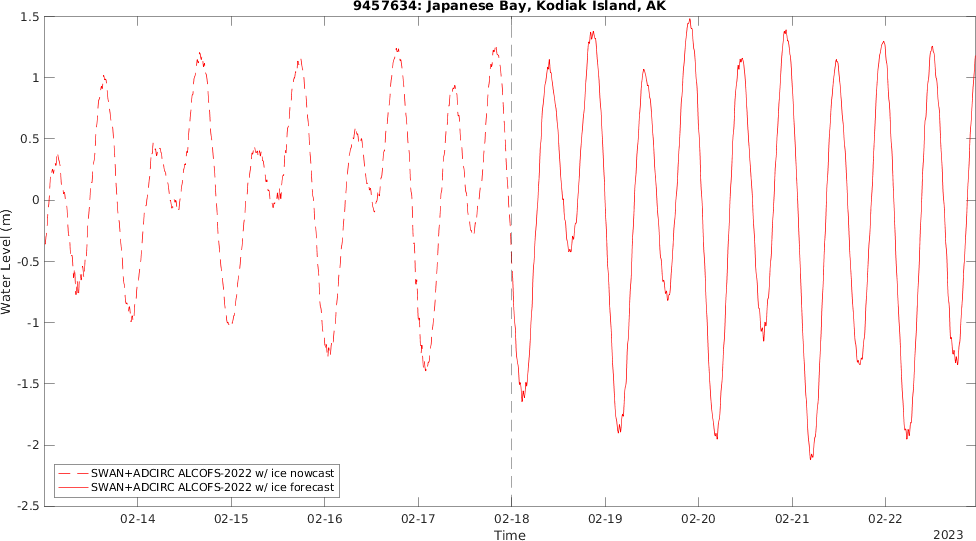 9457634: Japanese Bay, Kodiak Island, AK
1.5
1
0.5
0
-0.5
-1
-1.5
-2
-2.5
Water Level (m)
SWAN+ADCIRC ALCOFS-2022 w/ ice nowcast
SWAN+ADCIRC ALCOFS-2022 w/ ice forecast
02-14 02-15 02-16 02-17 02-18 02-19 02-20 02-21 02-22
Time
2023